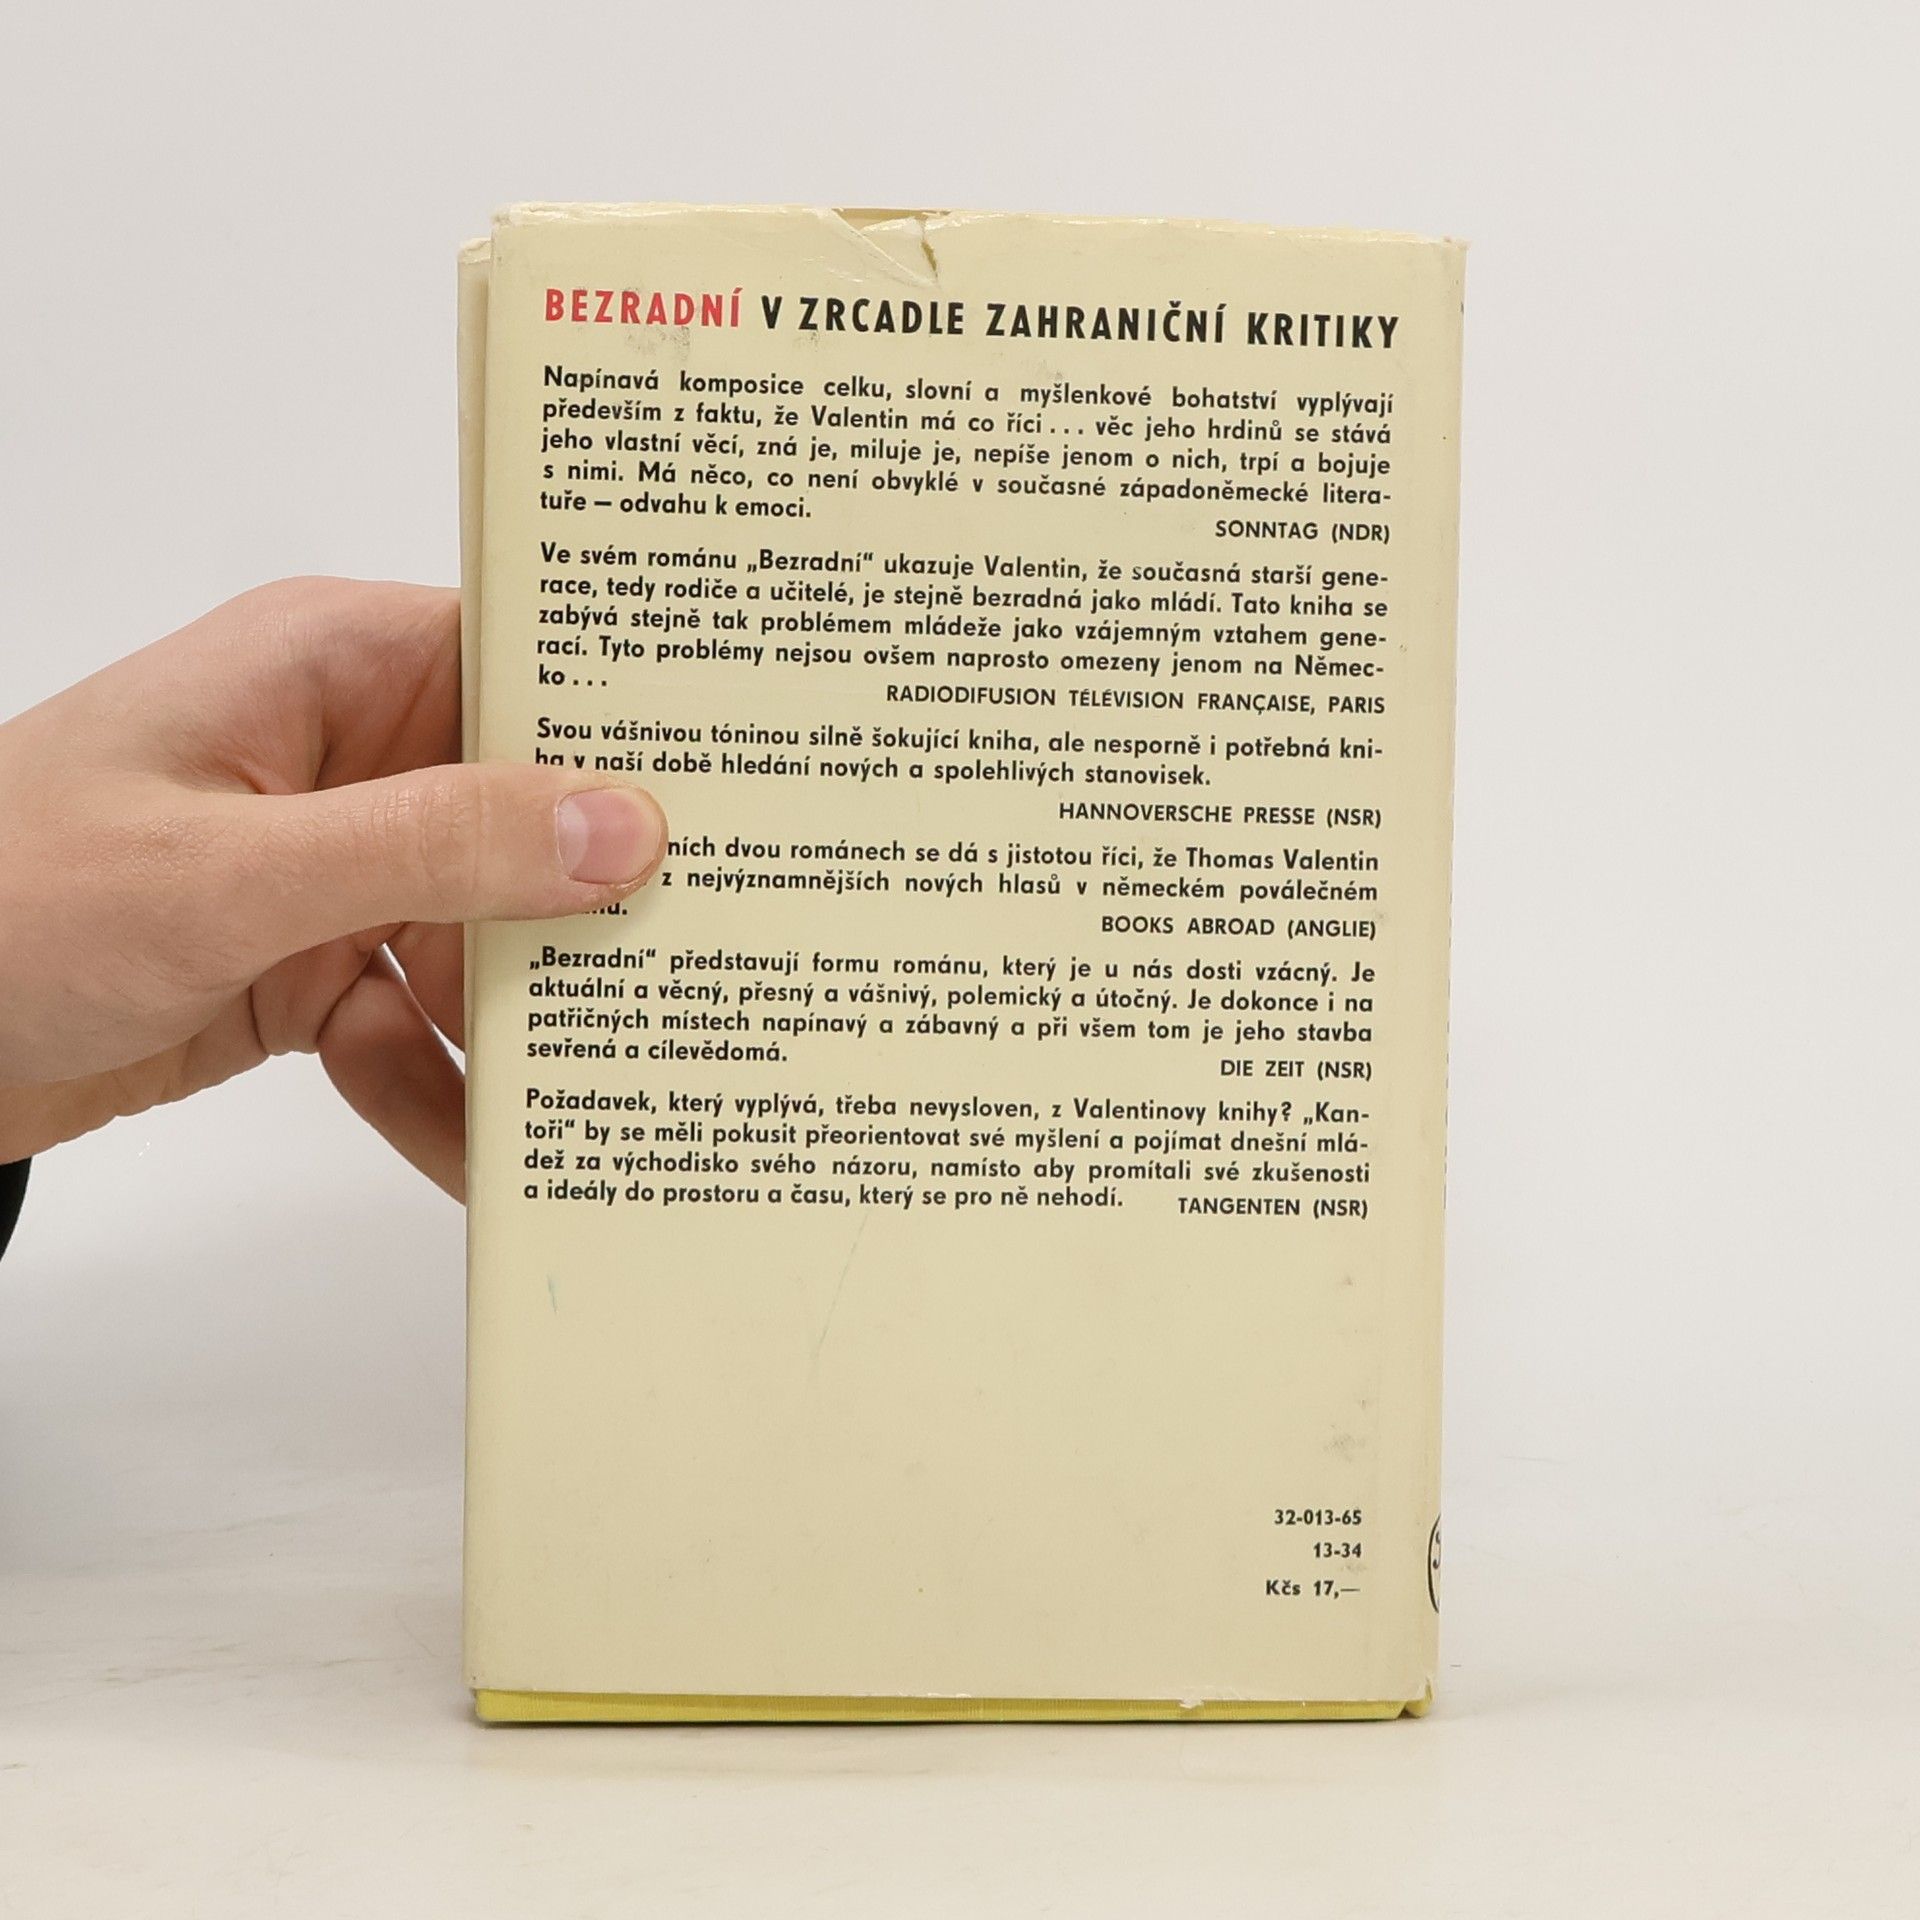 BEZRADNÍ V ZRCADLE ZAHRANIČNÍ KRITIKY
Napínavá komposice celku, slovní a myšlenkové bohatství vyplývají
především z faktu, že Valentin má co říci... věc jeho hrdinů se stává
jeho vlastní věcí, zná je, miluje je, nepíše jenom o nich, trpí a bojuje
s nimi. Má něco, co není obvyklé v současné západoněmecké litera-
tuře — odvahu k emoci.
SONNTAG (NDR)
Ve svém románu „Bezradní“ ukazuje Valentin, že současná starší gene-
race, tedy rodiče a učitelé, je stejně bezradná jako mládí. Tato kniha se
zabývá stejně tak problémem mládeže jako vzájemným vztahem gene-
rací. Tyto problémy nejsou ovšem naprosto omezeny jenom na Němec-
ko...
RADIODIFUSION TÉLÉVISION FRANÇAISE, PARIS
Svou vášnivou tóninou silně šokující kniha, ale nesporně i potřebná kni-
ha v naší době hledání nových a spolehlivých stanovisek.
HANNOVERSCHE PRESSE (NSR)
dvou románech se dá s jistotou říci, že Thomas Valentin
z nejvýznamnějších nových hlasů v německém poválečném
BOOKS ABROAD (ANGLIE)
„Bezradní“ představují formu románu, který je u nás dosti vzácný. Je
aktuální a věcný, přesný a vášnivý, polemický a útočný. Je dokonce i na
patřičných místech napínavý a zábavný a při všem tom je jeho stavba
sevřená a cílevědomá.
DIE ZEIT (NSR)
Požadavek, který vyplývá, třeba nevysloven, z Valentinovy knihy? „Kan-
toři“ by se měli pokusit přeorientovat své myšlení a pojímat dnešní mlá-
dež za východisko svého názoru, namísto aby promítali své zkušenosti
a ideály do prostoru a času, který se pro ně nehodí.
TANGENTEN (NSR)
32-013-65
13-34
Kčs 17,—